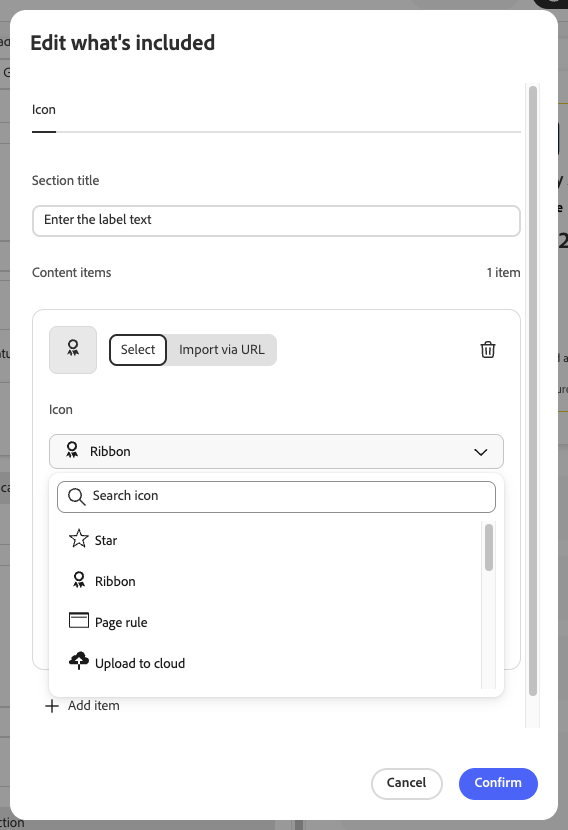 Edit what's included
Icon
Section title
Enter the label text
Content items 1 item
Select Import via URL
Icon
Ribbon
Search icon
Star
Ribbon
Page rule
Upload to cloud
Add item
Cancel Confirm